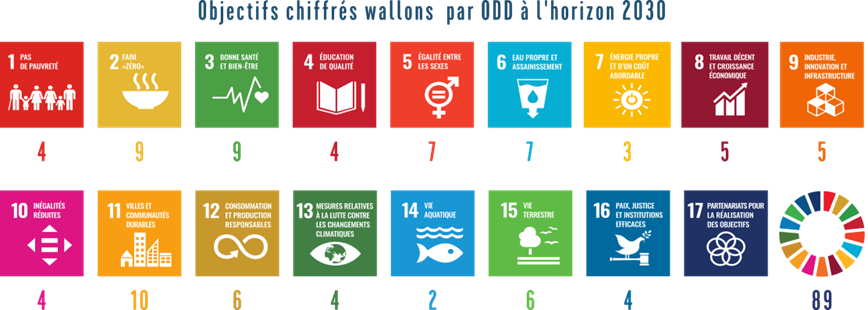 Objectifs chiffrés wallons par ODD à l'horizon 2030
1 PAS
DE PAUVRETÉ
2 FAIM
«ZÉRO»
3 BONNE SANTÉ
ET BIEN-ÊTRE
4 ÉDUCATION
DE QUALITÉ
5 ÉGALITÉ ENTRE
LES SEXES
6 EAU PROPRE ET
ASSAINISSEMENT
7 ÉNERGIE PROPRE
ET D'UN COÛT
ABORDABLE
8 TRAVAIL DÉCENT
ET CROISSANCE
ÉCONOMIQUE
9 INDUSTRIE,
INNOVATION ET
INFRASTRUCTURE
4 9 9 4 7 7 3 5 5
10 INÉGALITÉS
RÉDUITES
11 VILLES ET
COMMUNAUTÉS
DURABLES
12 CONSOMMATION
ET PRODUCTION
RESPONSABLES
13 MESURES RELATIVES
À LA LUTTE CONTRE
LES CHANGEMENTS
CLIMATIQUES
14 VIE
AQUATIQUE
15 VIE
TERRESTRE
16 PAIX, JUSTICE
ET INSTITUTIONS
EFFICACES
17 PARTENARIATS POUR
LA RÉALISATION
DES OBJECTIFS
4 10 6 4 2 6 4 89